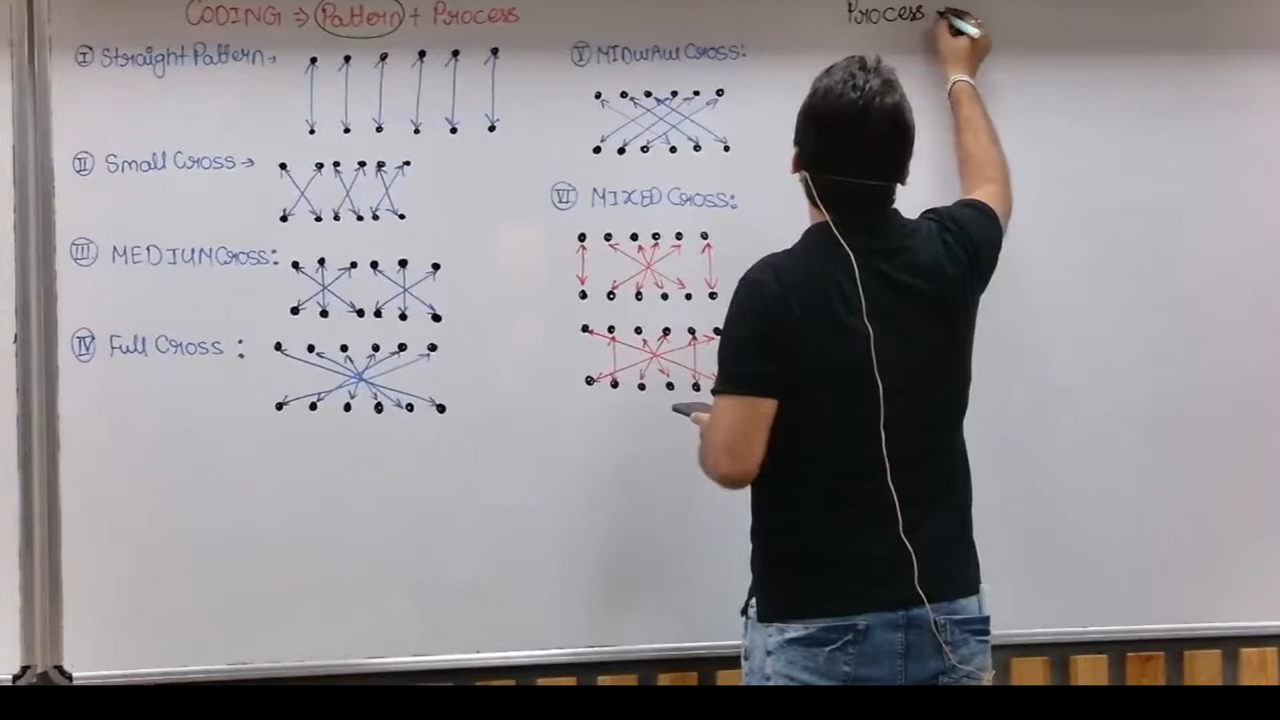 CODING ⇒ Pattern + Process
I Straight Pattern →
II Small Cross →
III MEDIUM Cross:
IV Full Cross :
V MIDWAW Cross:
VI MIXED Cross:
Process